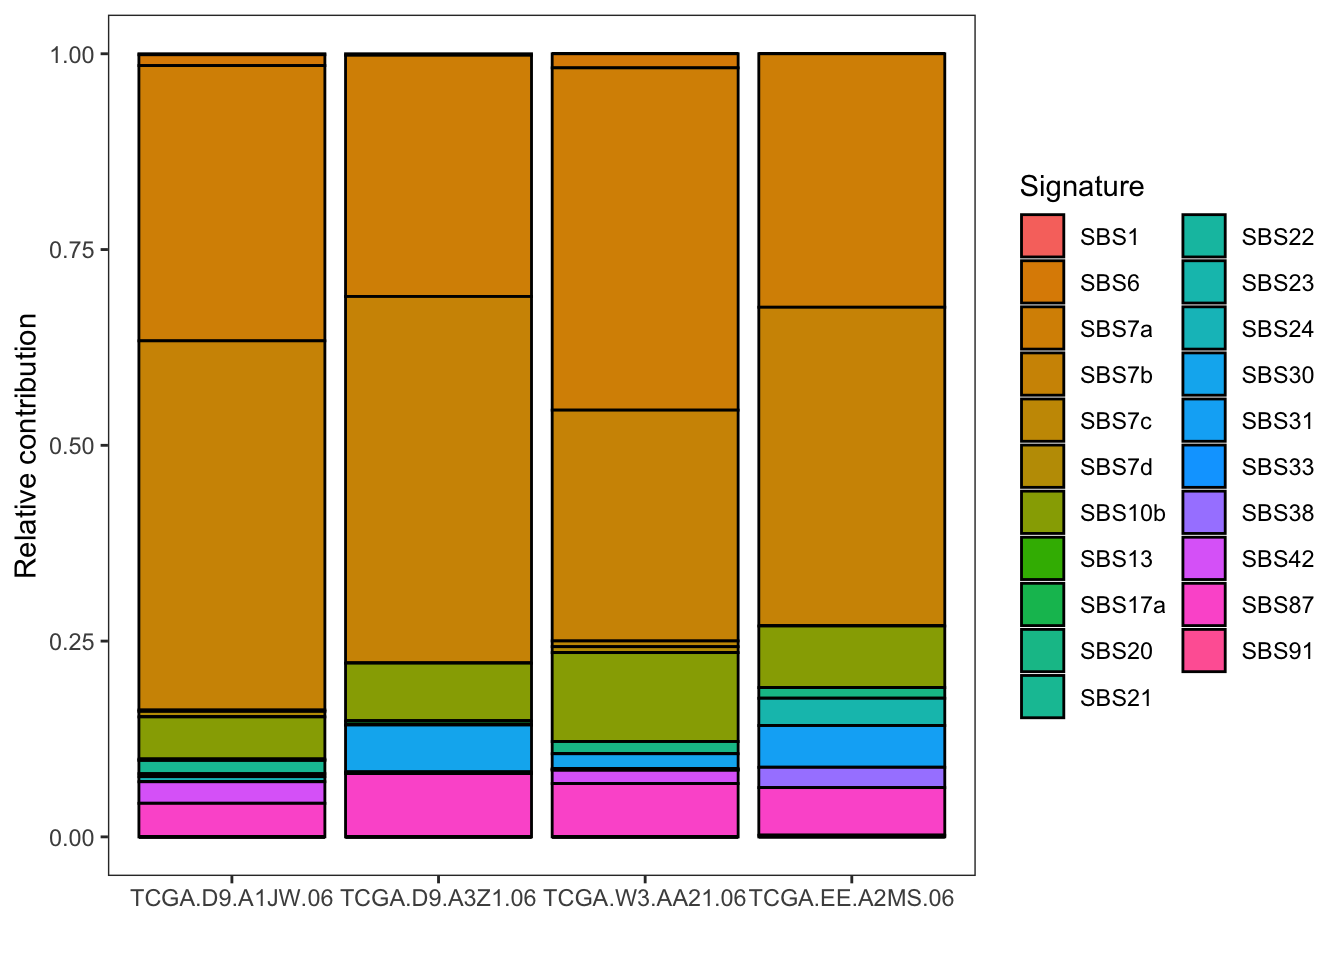 Relative contribution
1.00
0.75
0.50
0.25
0.00
TCGA.D9.A1JW.06 TCGA.D9.A3Z1.06 TCGA.W3.AA21.06 TCGA.EE.A2MS.06
Signature
SBS1
SBS6
SBS7a
SBS7b
SBS7c
SBS7d
SBS10b
SBS13
SBS17a
SBS20
SBS21
SBS22
SBS23
SBS24
SBS30
SBS31
SBS33
SBS38
SBS42
SBS87
SBS91